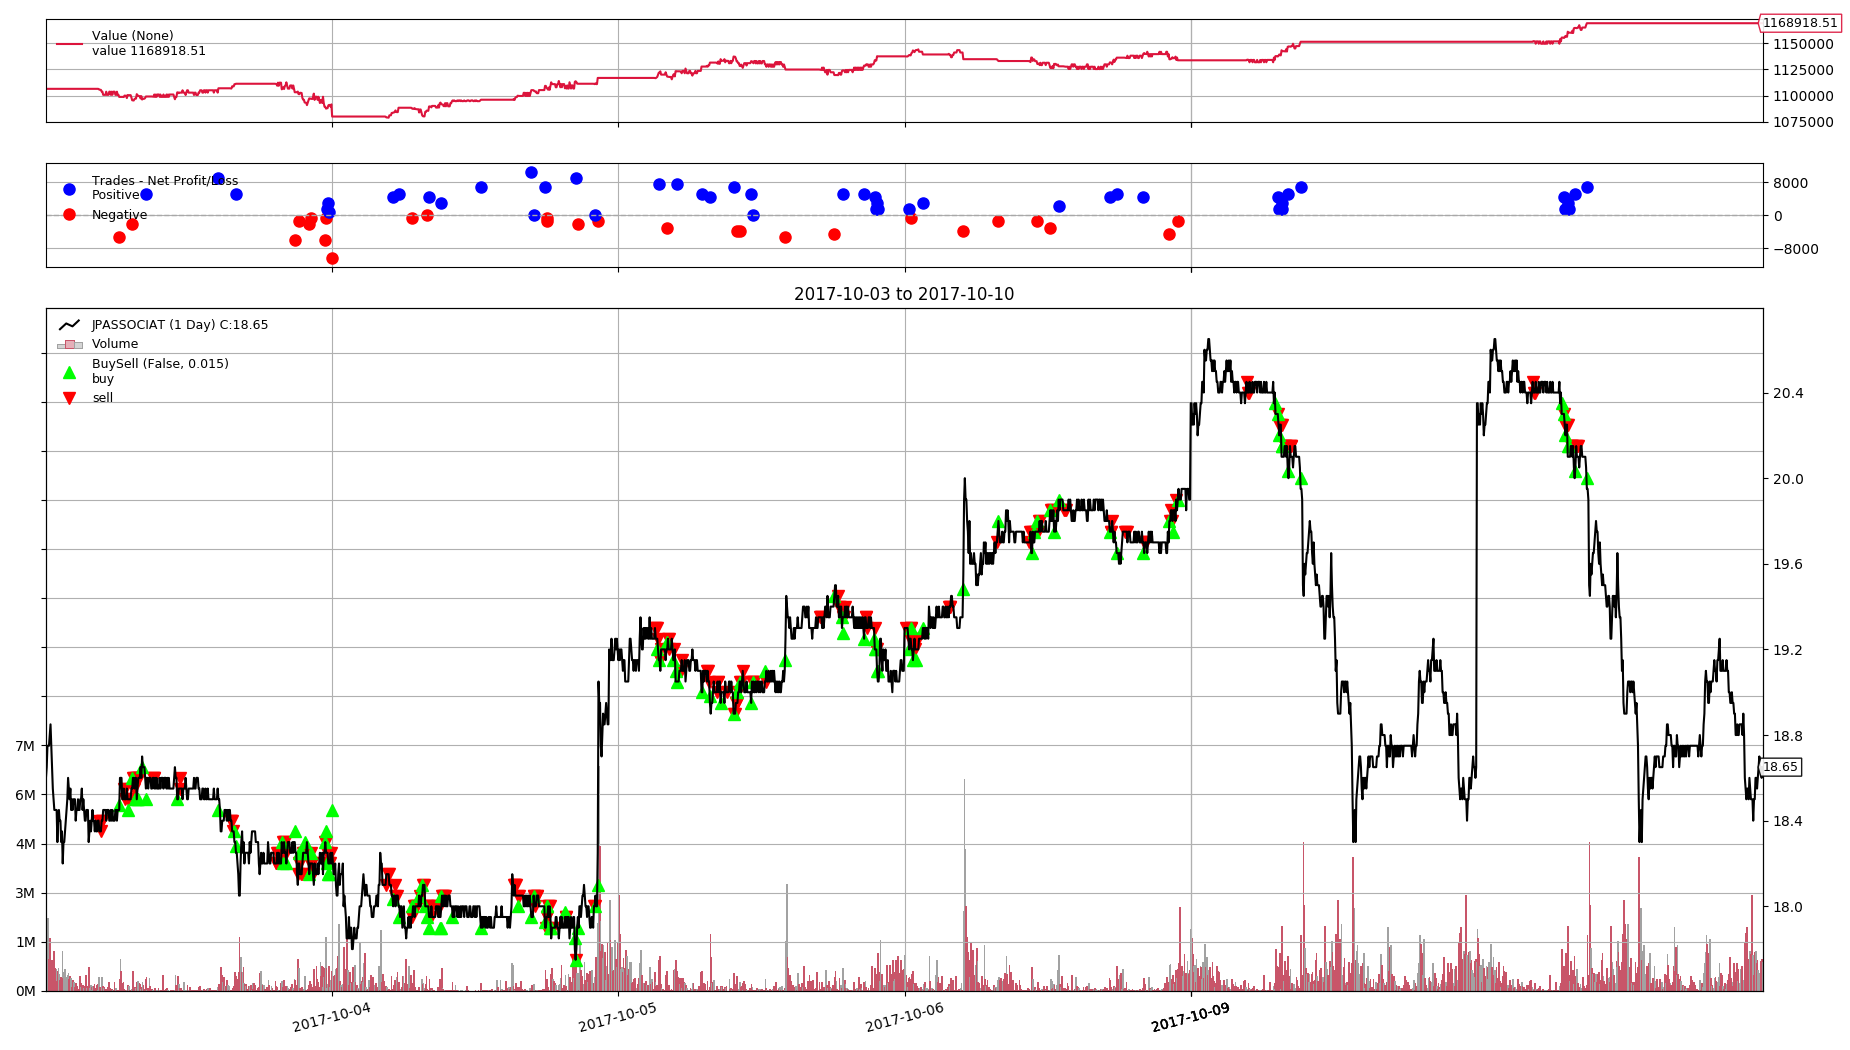 Value (None)
value 1168918.51
1168918.51
1150000
1125000
1100000
1075000
Trades - Net Profit/Loss
Positive
Negative
8000
0
−8000
2017-10-03 to 2017-10-10
JPASSOCIAT (1 Day) C:18.65
Volume
BuySell (False, 0.015)
buy
sell
20.4
20.0
19.6
19.2
18.8
18.65
18.4
18.0
7M
6M
4M
3M
1M
0M
2017-10-04
2017-10-05
2017-10-06
2017-10-09